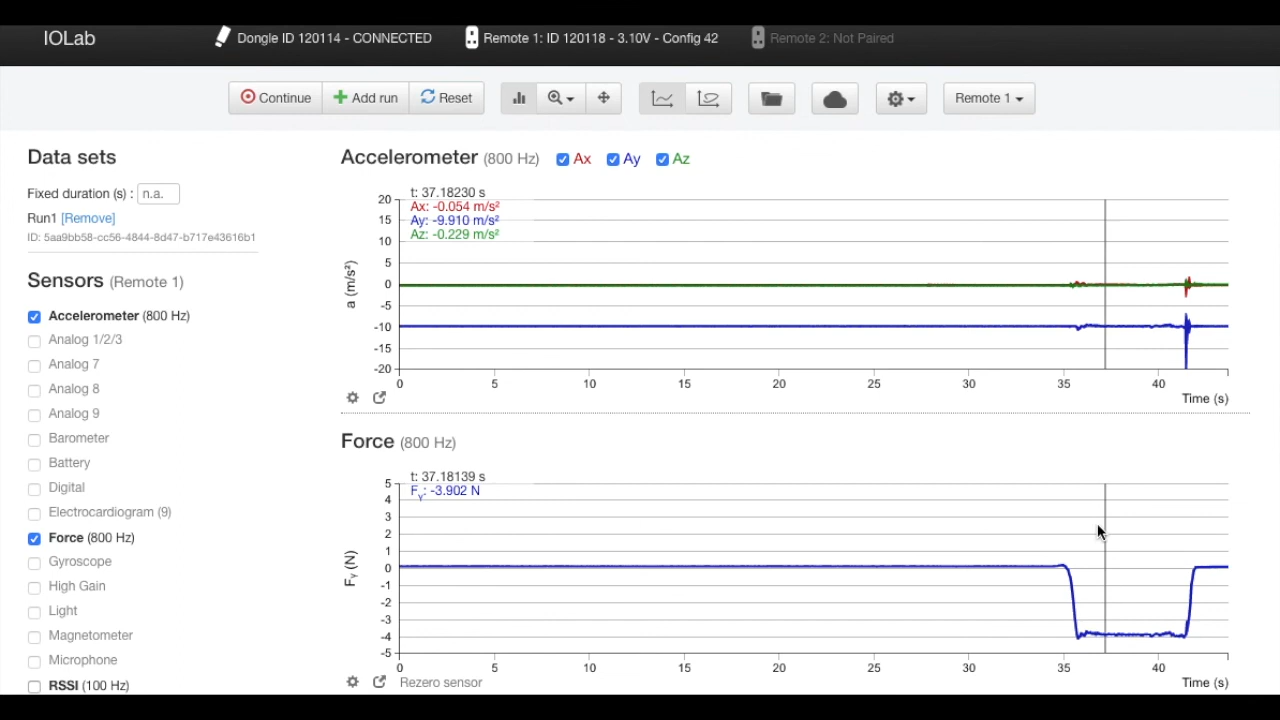 IOLab
Dongle ID 120114 - CONNECTED
Remote 1: ID 120118 - 3.10V - Config 42
Remote 2: Not Paired
Continue
Add run
Reset
Remote 1
Data sets
Fixed duration (s) : n.a.
Run1 [Remove]
ID: 5aa9bb58-cc56-4844-8d47-b717e43616b1
Sensors (Remote 1)
Accelerometer (800 Hz)
Analog 1/2/3
Analog 7
Analog 8
Analog 9
Barometer
Battery
Digital
Electrocardiogram (9)
Force (800 Hz)
Gyroscope
High Gain
Light
Magnetometer
Microphone
RSSI (100 Hz)
Accelerometer (800 Hz) Ax Ay Az
t: 37.18230 s
Ax: -0.054 m/s²
Ay: -9.910 m/s²
Az: -0.229 m/s²
20
15
10
5
0
-5
-10
-15
-20
a (m/s²)
0 5 10 15 20 25 30 35 40
Time (s)
Force (800 Hz)
t: 37.18139 s
Fy: -3.902 N
5
4
3
2
1
0
-1
-2
-3
-4
-5
Fy (N)
0 5 10 15 20 25 30 35 40
Rezero sensor
Time (s)